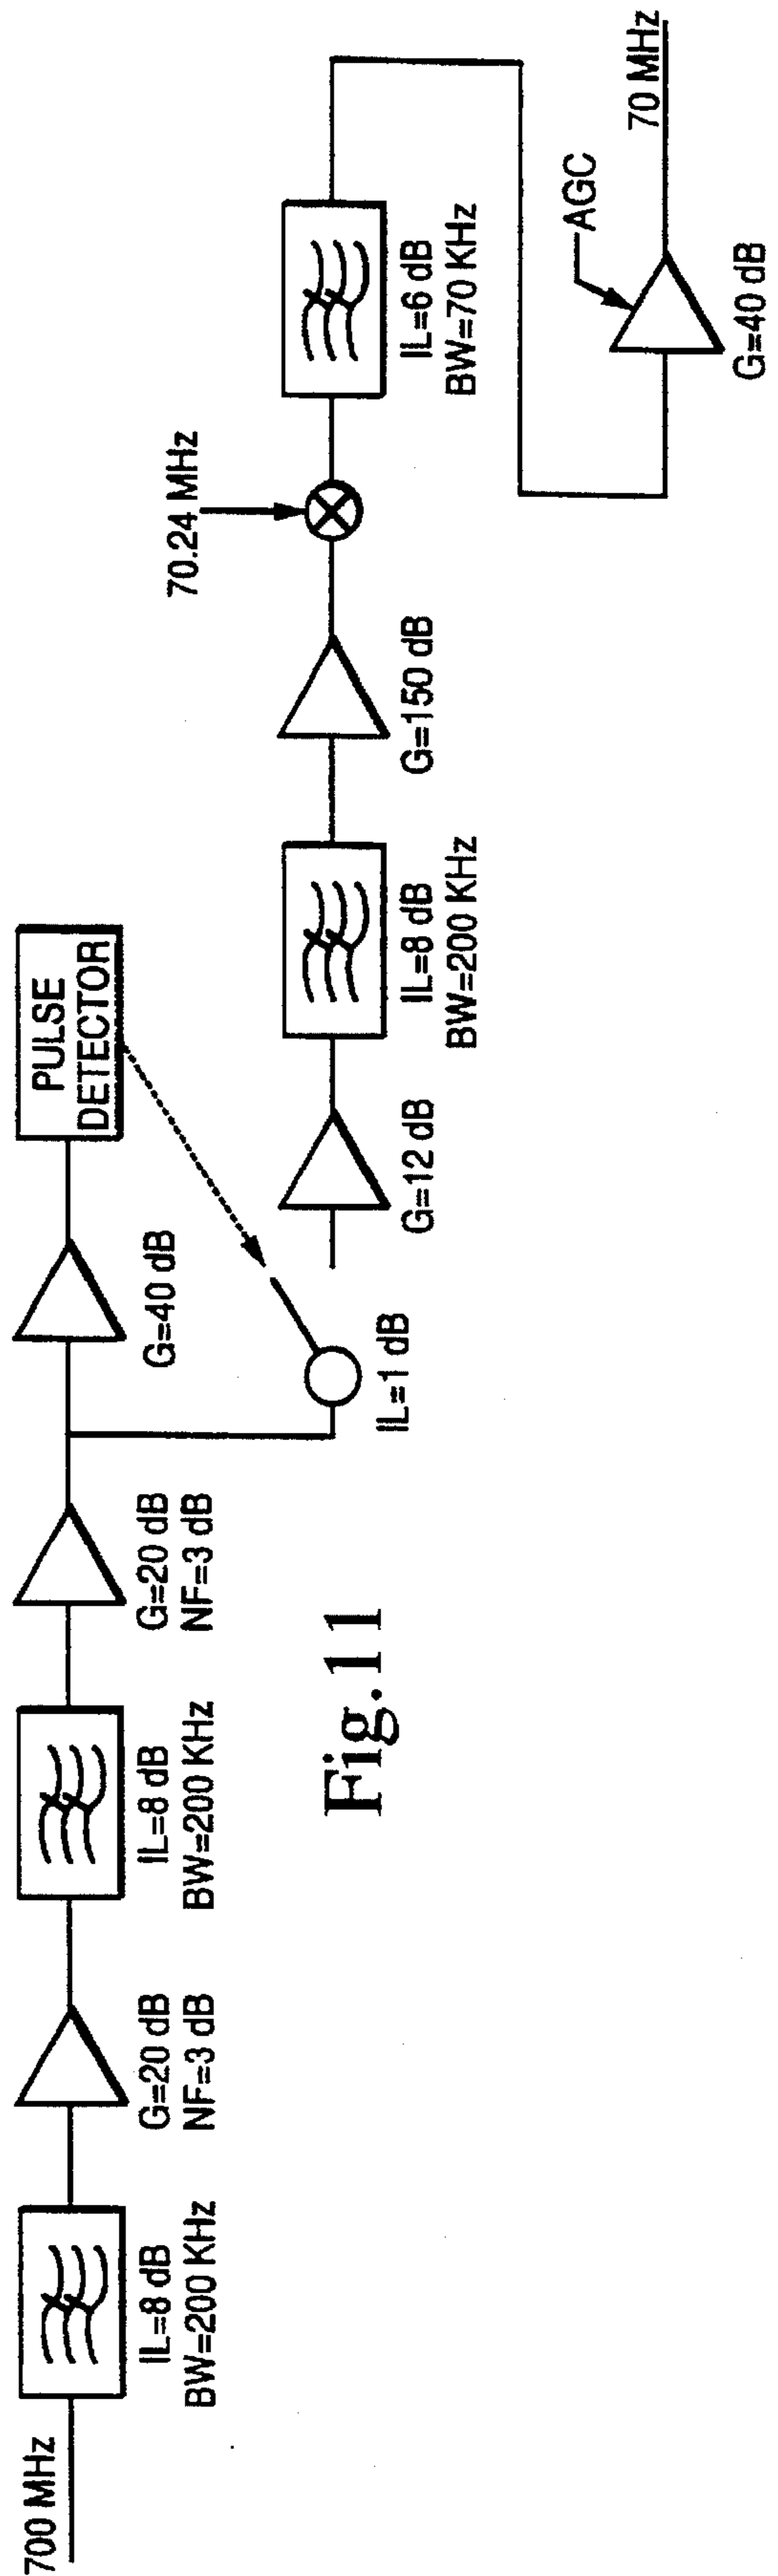 700 MHz
IL=8 dB
BW=200 KHz
G=20 dB
NF=3 dB
IL=8 dB
BW=200 KHz
G=20 dB
NF=3 dB
G=40 dB
PULSE
DETECTOR
IL=1 dB
G=12 dB
IL=8 dB
BW=200 KHz
G=150 dB
70.24 MHz
IL=6 dB
BW=70 KHz
AGC
G=40 dB
70 MHz
Fig.11